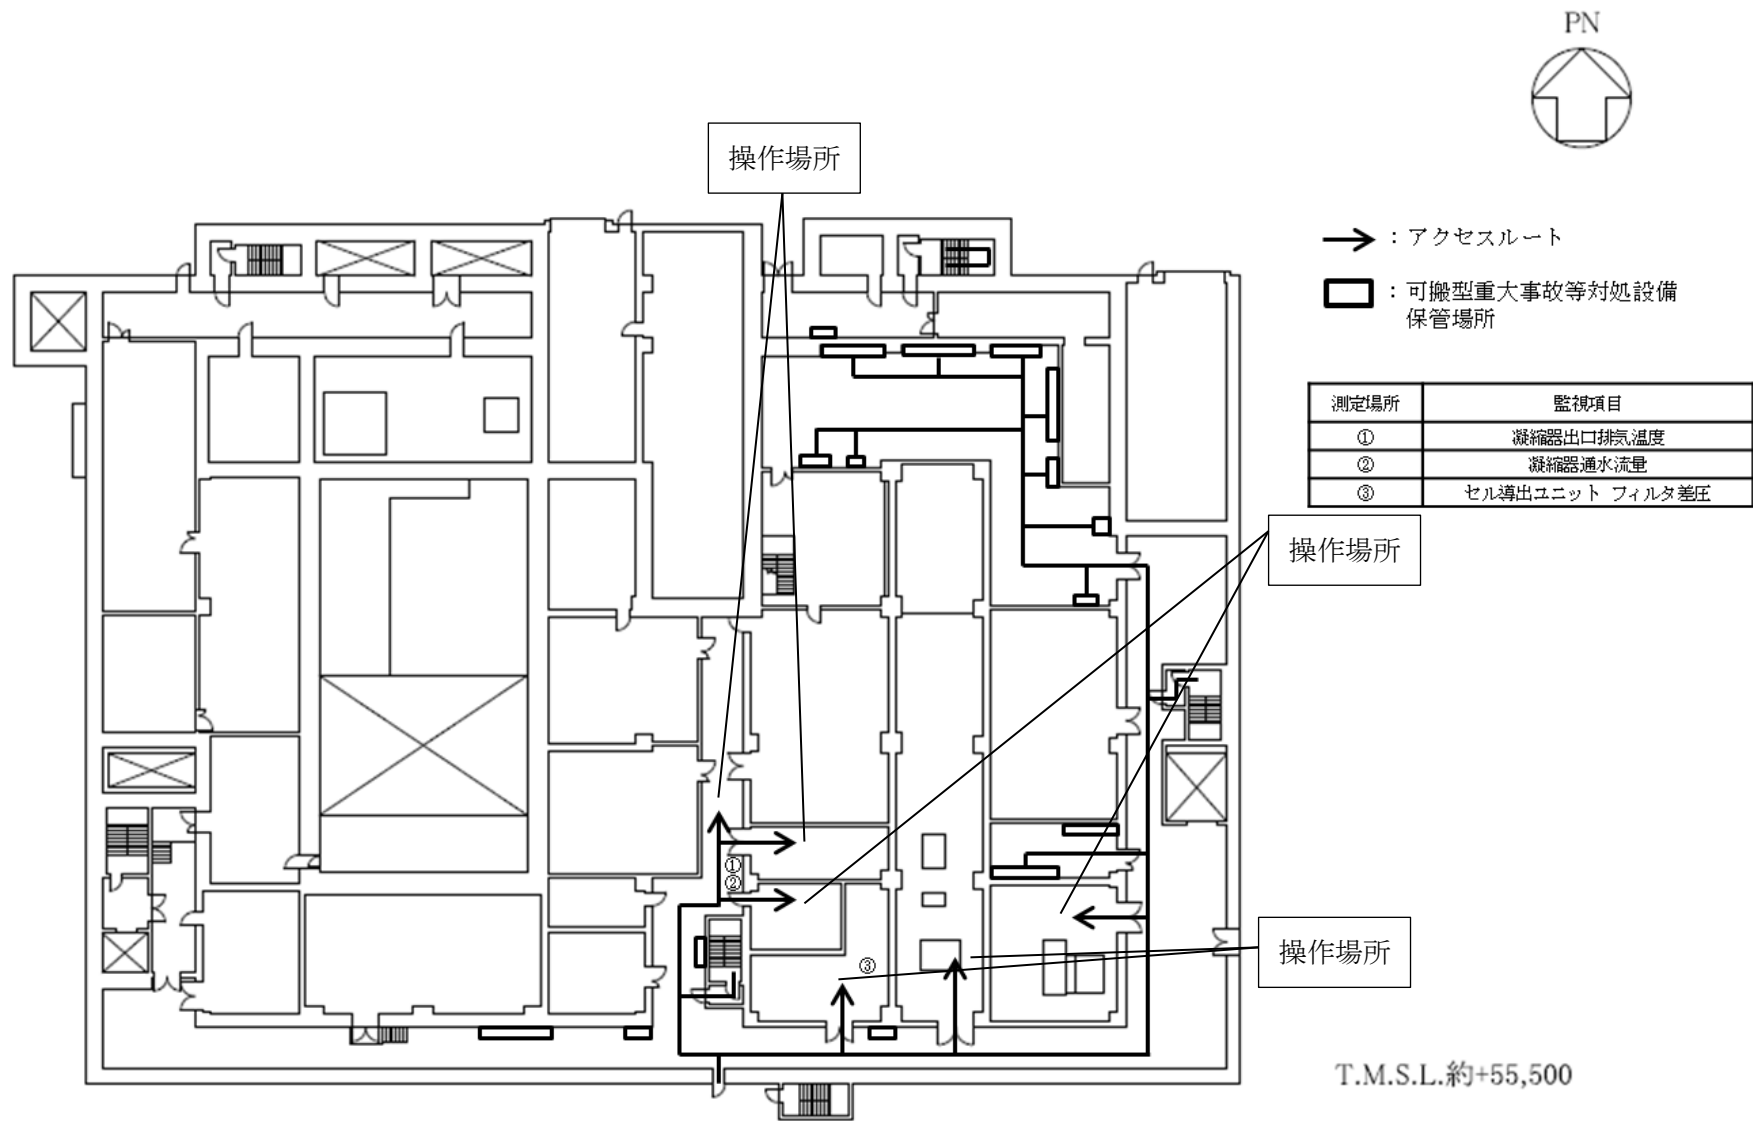 PN
操作場所
：アクセスルート
：可搬型重大事故等対処設備
保管場所
測定場所 監視項目
① 凝縮器出口排気温度
② 凝縮器通水流量
③ セル導出ユニット フィルタ差圧
操作場所
①
②
③
操作場所
T.M.S.L.約+55,500